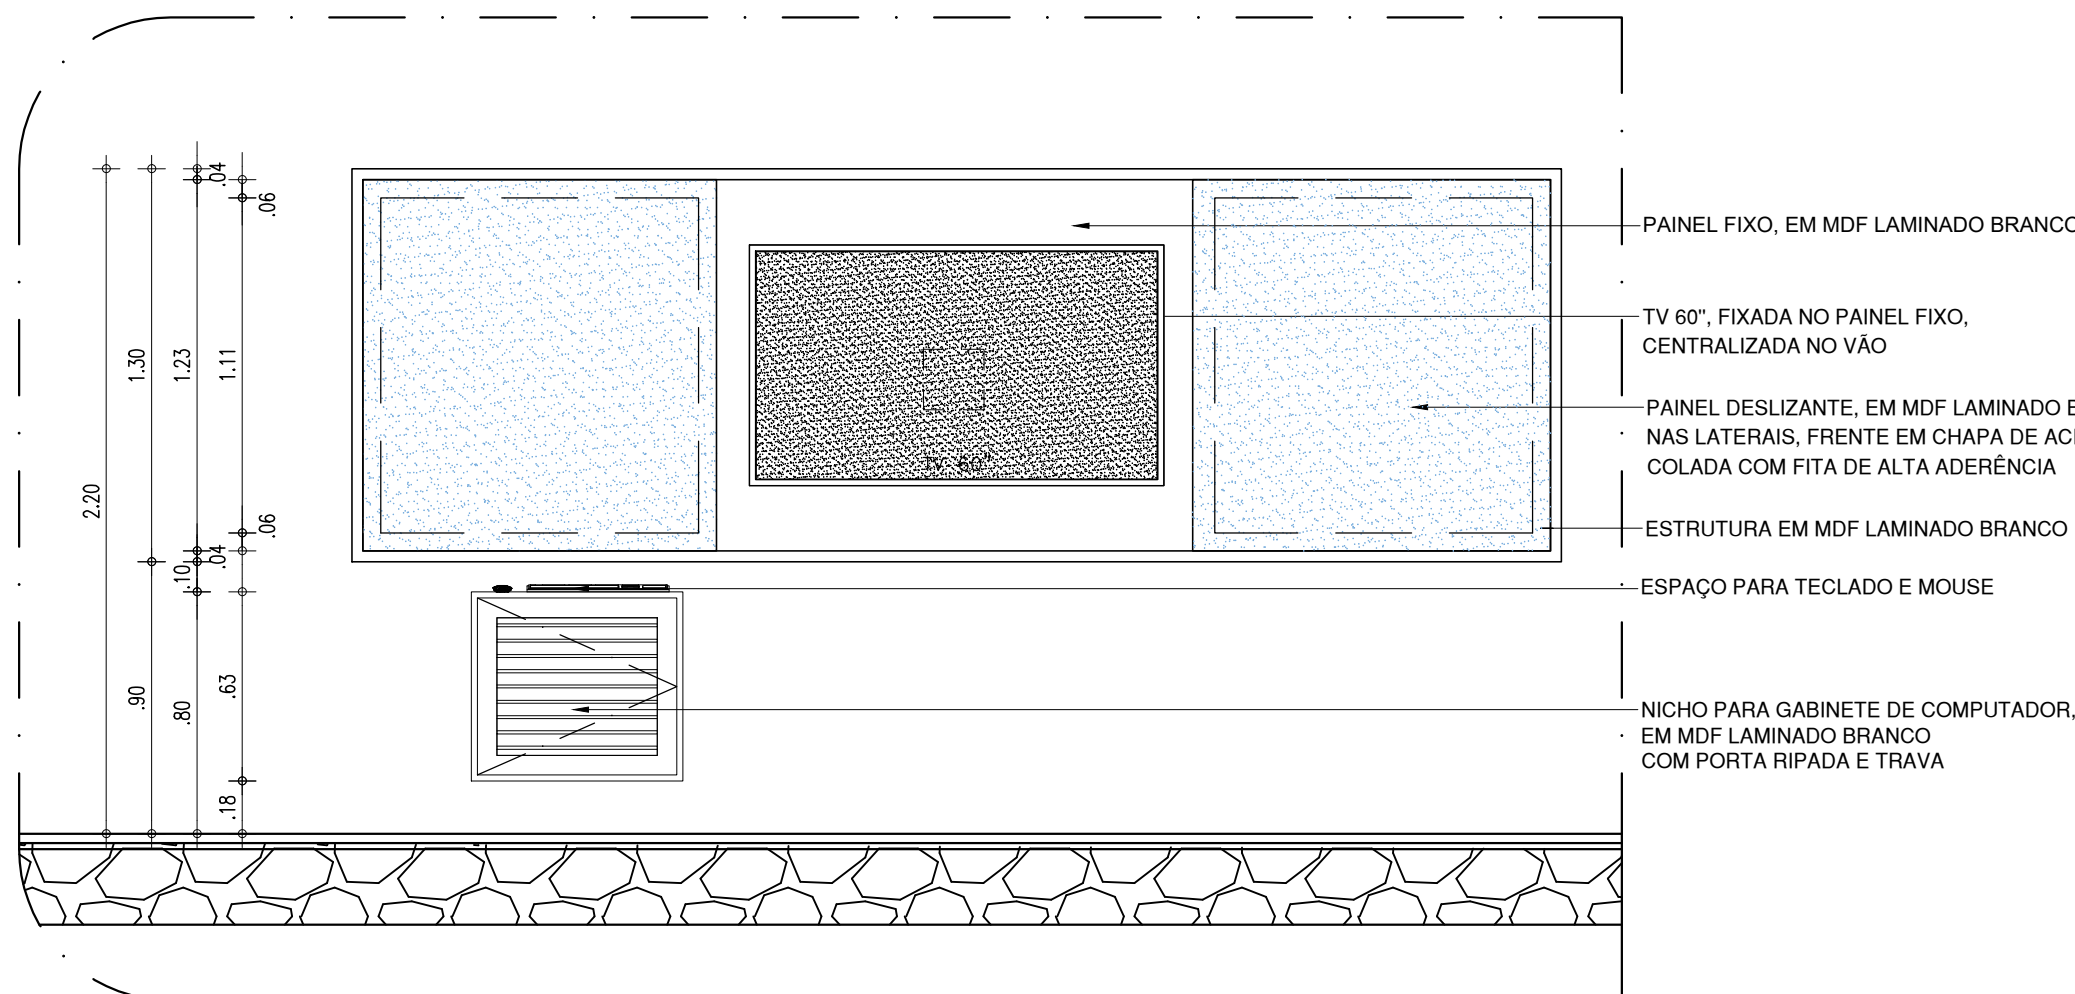 .04
.06
1.30
1.23
1.11
2.20
.06
.04
.10
.90
.80
.63
.18
TV 60"
PAINEL FIXO, EM MDF LAMINADO BRANCO
TV 60", FIXADA NO PAINEL FIXO,
CENTRALIZADA NO VÃO
PAINEL DESLIZANTE, EM MDF LAMINADO
NAS LATERAIS, FRENTE EM CHAPA DE
COLADA COM FITA DE ALTA ADERÊNCIA
ESTRUTURA EM MDF LAMINADO BRANCO
ESPAÇO PARA TECLADO E MOUSE
NICHO PARA GABINETE DE COMPUTADOR,
EM MDF LAMINADO BRANCO
COM PORTA RIPADA E TRAVA